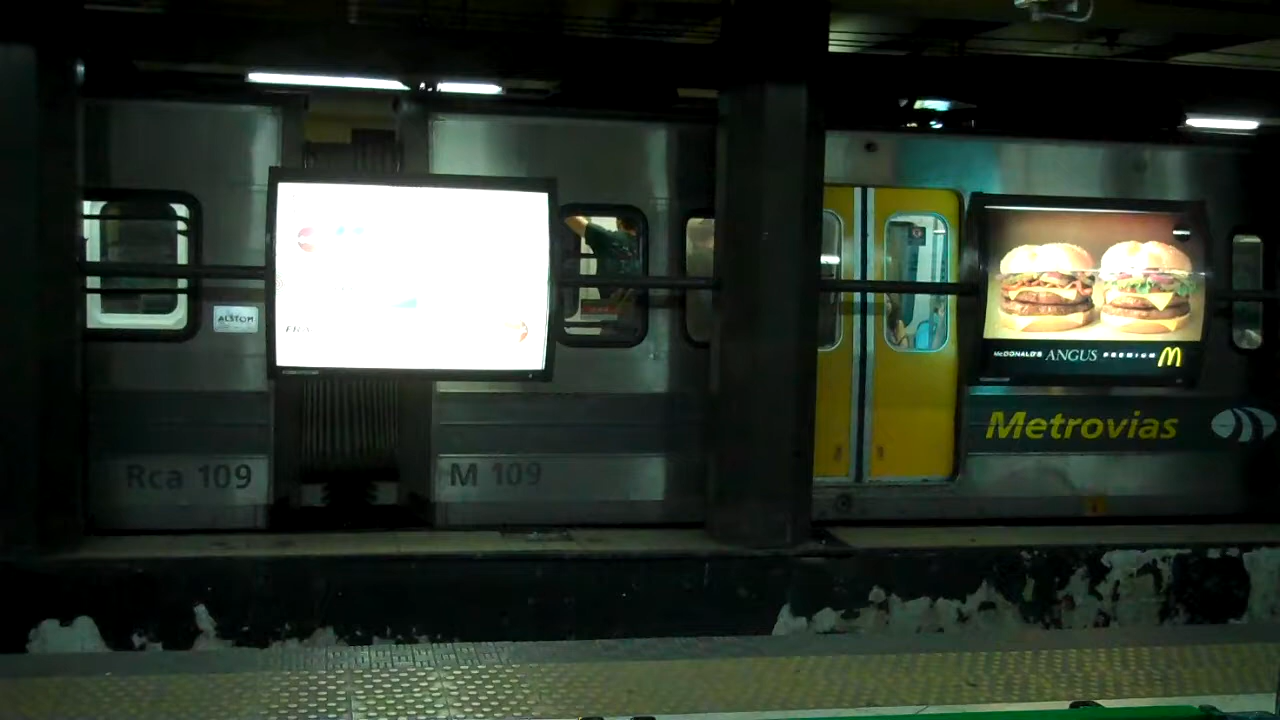 ALSTOM
Rca 109
M 109
McDONALD'S ANGUS PREMIUM
Metrovias